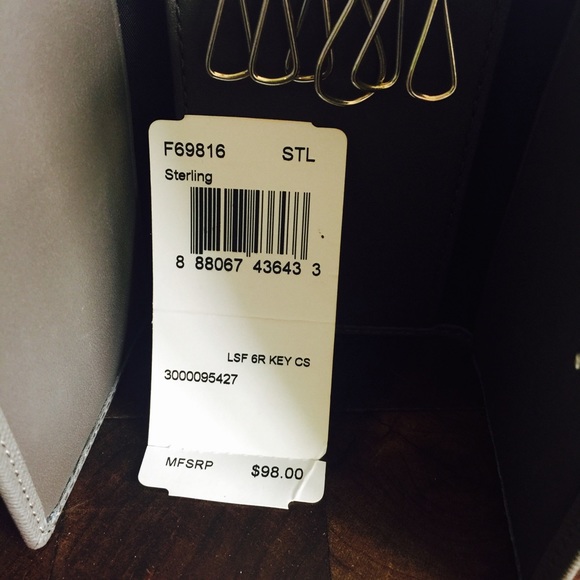 F69816 STL
Sterling
8 88067 43643 3
LSF 6R KEY CS
3000095427
MFSRP $98.00